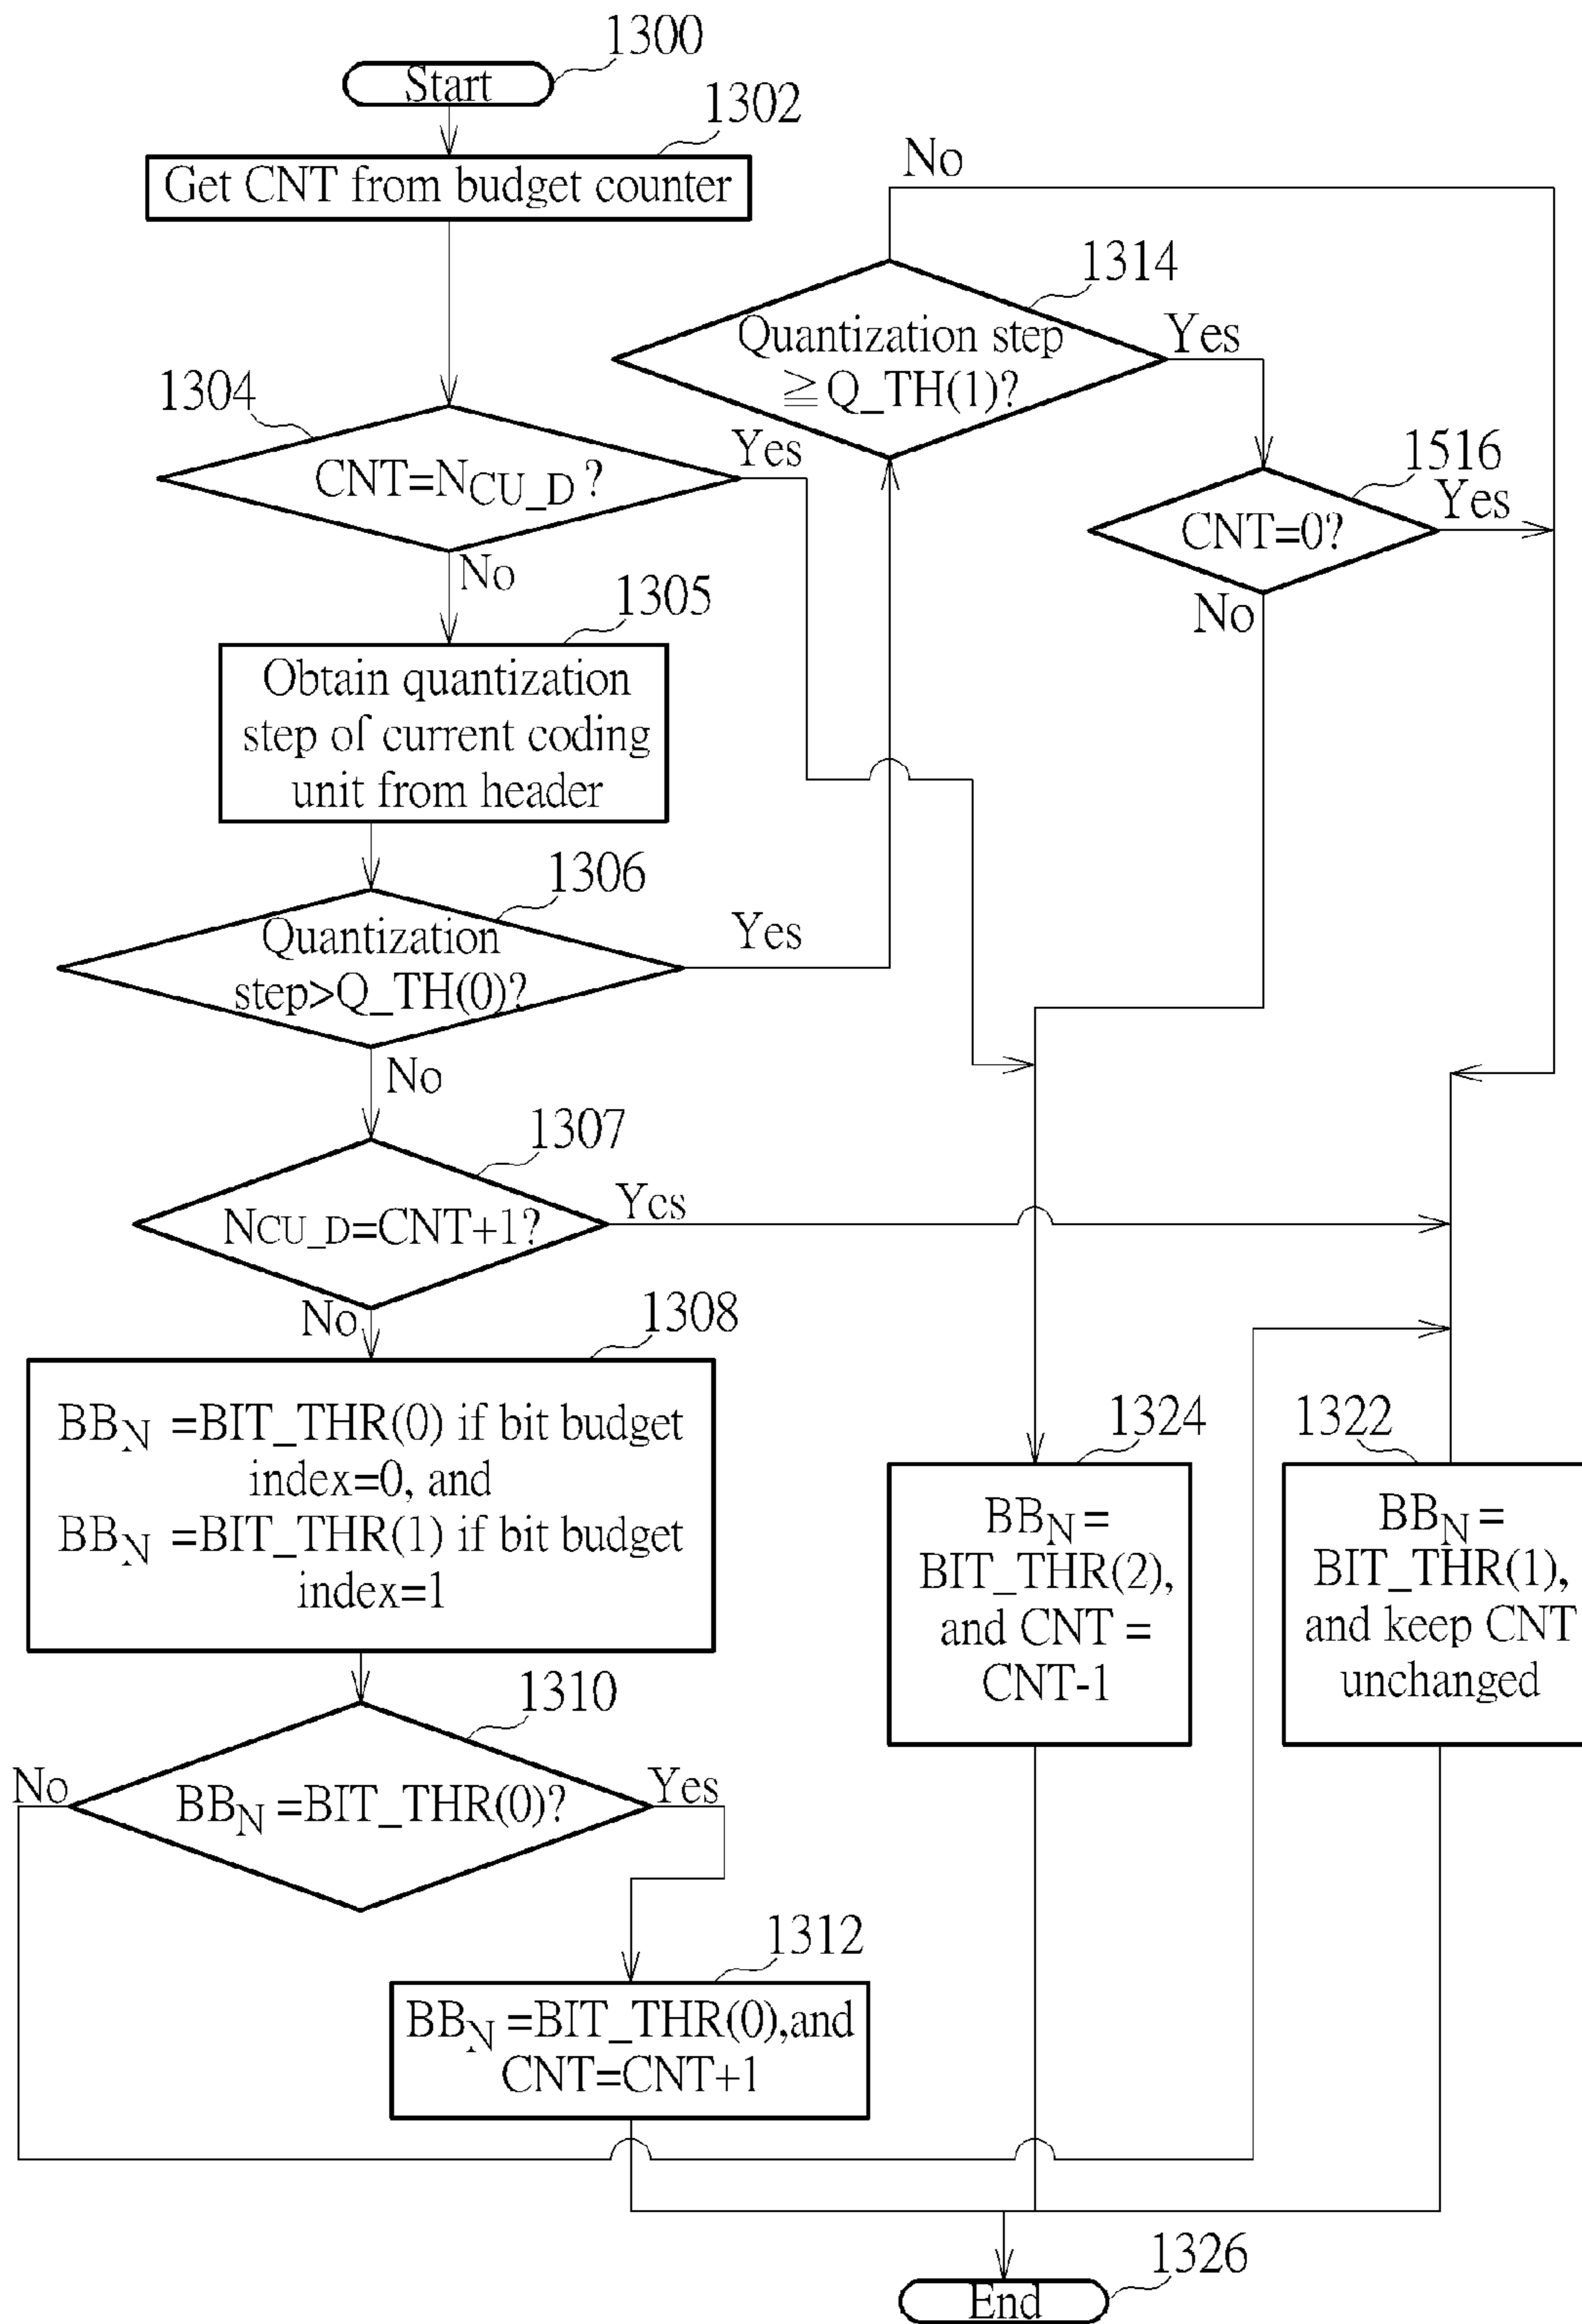 1300
Start
1302
Get CNT from budget counter
No
1314
Quantization step
≧Q_TH(1)?
Yes
1304
CNT=NCU_D?
Yes
No
1516
CNT=0?
Yes
No
1305
Obtain quantization
step of current coding
unit from header
1306
Quantization
step>Q_TH(0)?
Yes
No
1307
NCU_D=CNT+1?
Yes
No
1308
BBN =BIT_THR(0) if bit budget
index=0, and
BBN =BIT_THR(1) if bit budget
index=1
1324
BBN =
BIT_THR(2),
and CNT =
CNT-1
1322
BBN =
BIT_THR(1),
and keep CNT
unchanged
1310
BBN =BIT_THR(0)?
No
Yes
1312
BBN =BIT_THR(0),and
CNT=CNT+1
1326
End